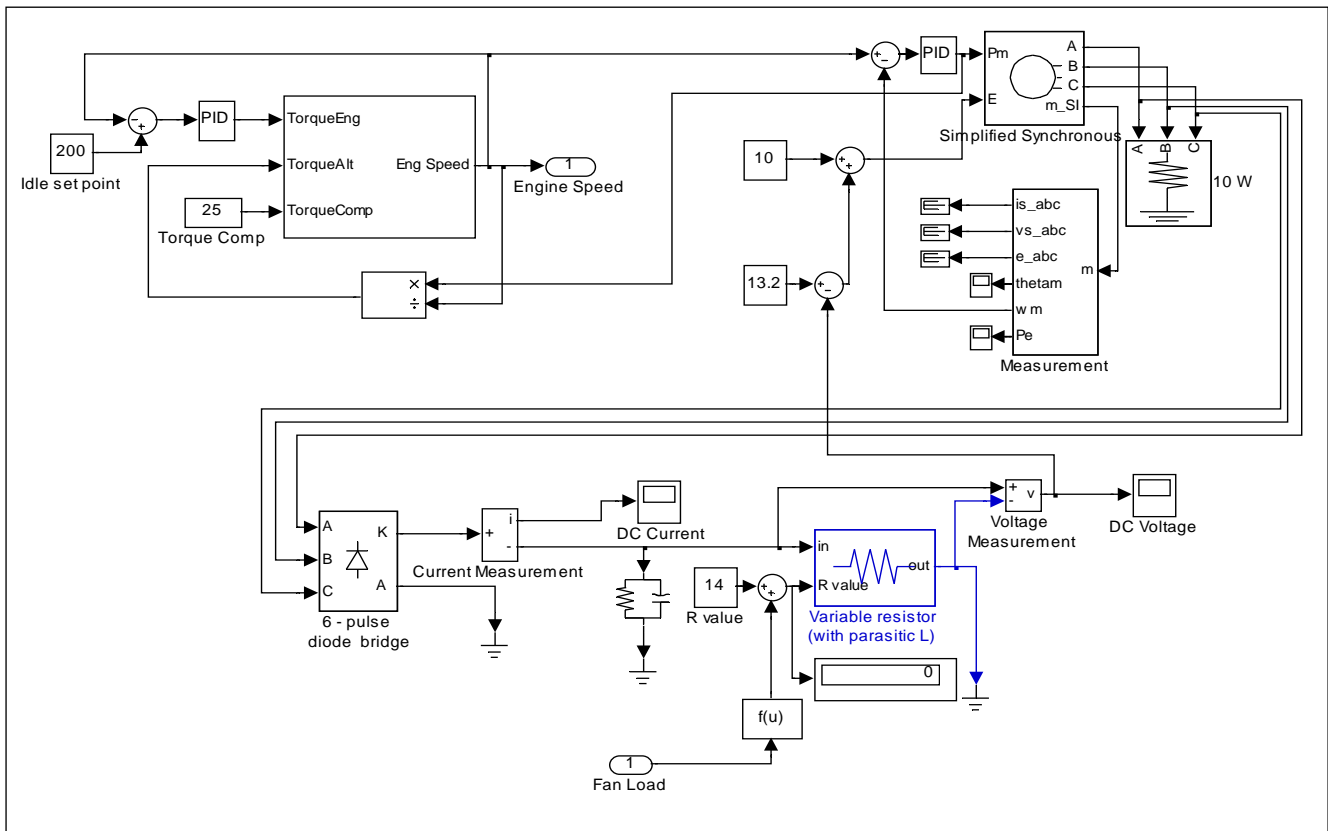 200
Idle set point
PID
TorqueEng
TorqueAlt
TorqueComp
Eng Speed
25
Torque Comp
1
Engine Speed
×
÷
PID
Pm
E
A
B
C
m_SI
Simplified Synchronous
A
B
C
10 W
10
13.2
is_abc
vs_abc
e_abc
thetam
wm
Pe
m
Measurement
A
B
C
K
A
6 - pulse
diode bridge
+
i
-
Current Measurement
DC Current
14
R value
in
R value
out
Variable resistor
(with parasitic L)
+
-
v
Voltage
Measurement
DC Voltage
0
f(u)
1
Fan Load